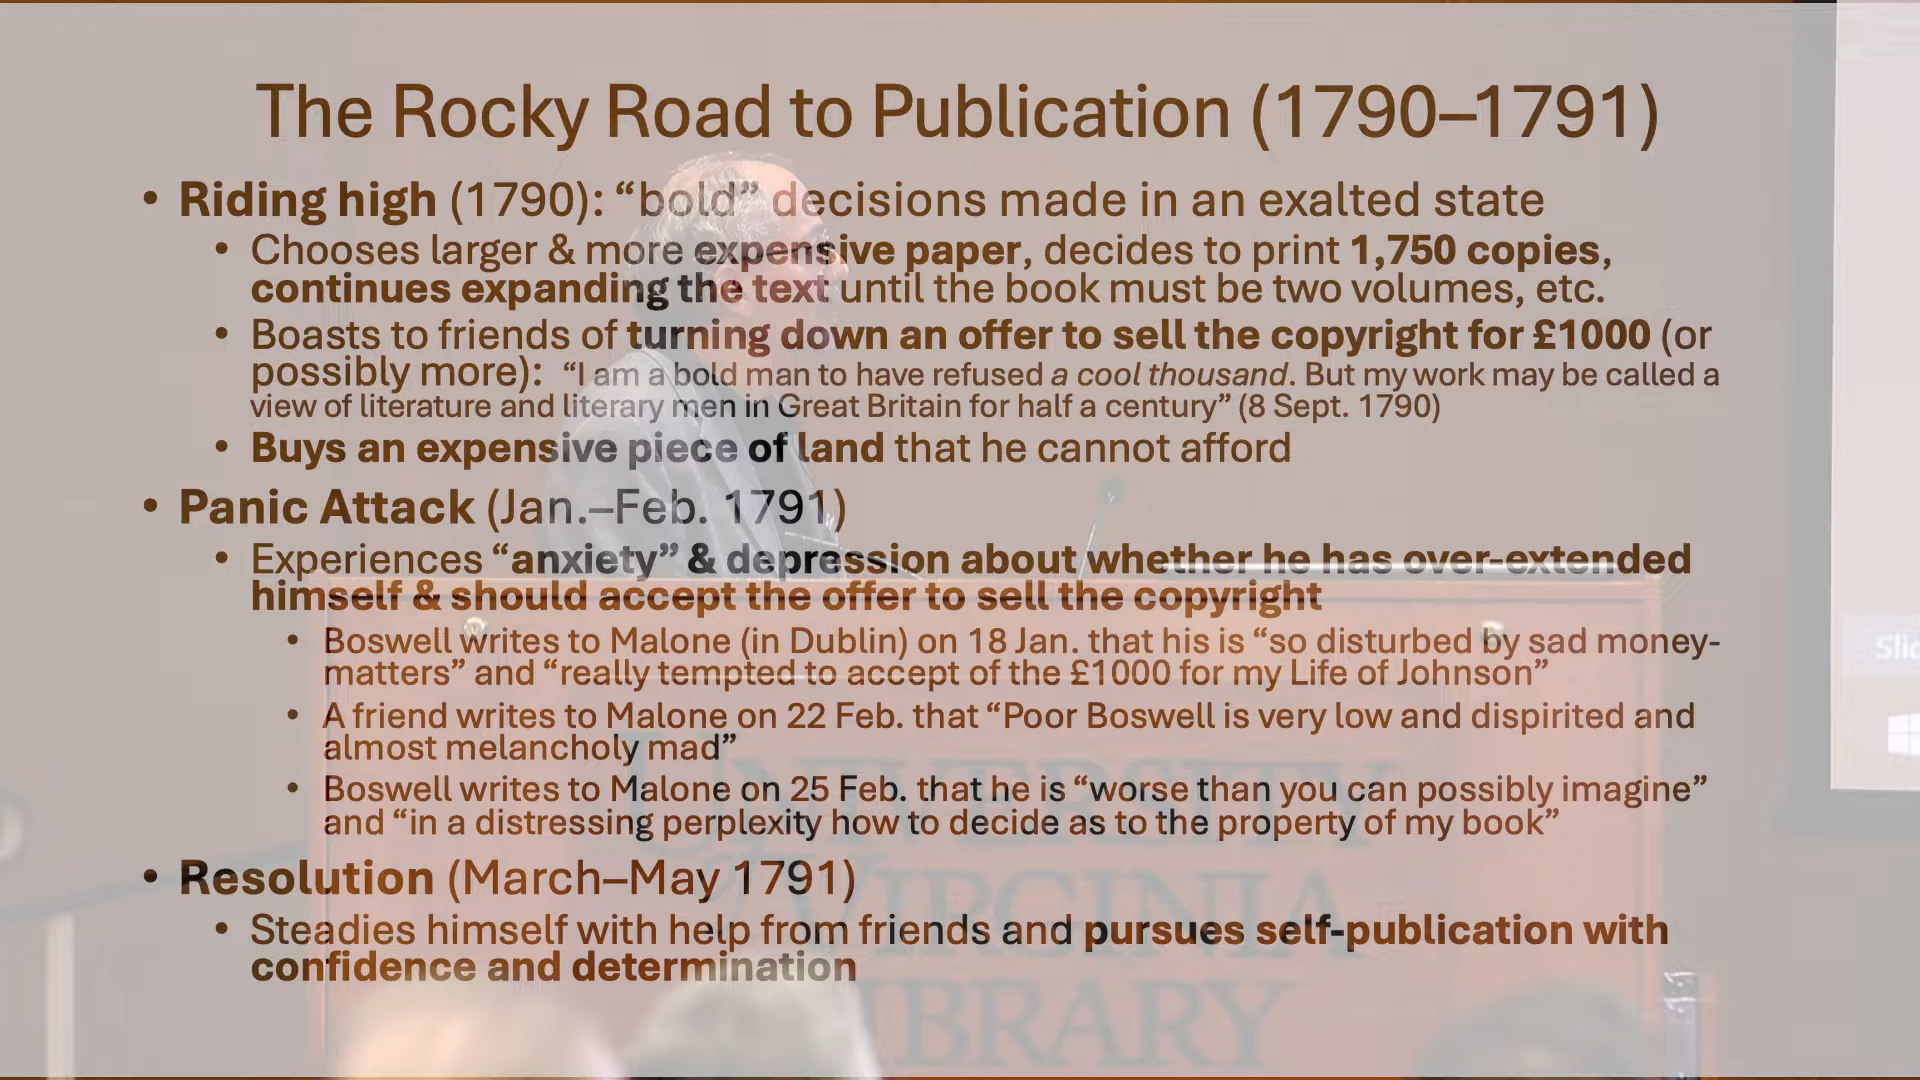 The Rocky Road to Publication (1790–1791)
• Riding high (1790): “bold” decisions made in an exalted state
• Chooses larger & more expensive paper, decides to print 1,750 copies,
continues expanding the text until the book must be two volumes, etc.
• Boasts to friends of turning down an offer to sell the copyright for £1000 (or
possibly more): “I am a bold man to have refused a cool thousand. But my work may be called a
view of literature and literary men in Great Britain for half a century” (8 Sept. 1790)
• Buys an expensive piece of land that he cannot afford
• Panic Attack (Jan.–Feb. 1791)
• Experiences “anxiety” & depression about whether he has over-extended
himself & should accept the offer to sell the copyright
• Boswell writes to Malone (in Dublin) on 18 Jan. that his is “so disturbed by sad money-
matters” and “really tempted to accept of the £1000 for my Life of Johnson”
• A friend writes to Malone on 22 Feb. that “Poor Boswell is very low and dispirited and
almost melancholy mad”
• Boswell writes to Malone on 25 Feb. that he is “worse than you can possibly imagine”
and “in a distressing perplexity how to decide as to the property of my book”
• Resolution (March–May 1791)
• Steadies himself with help from friends and pursues self-publication with
confidence and determination
UNIVERSITY
of VIRGINIA
LIBRARY